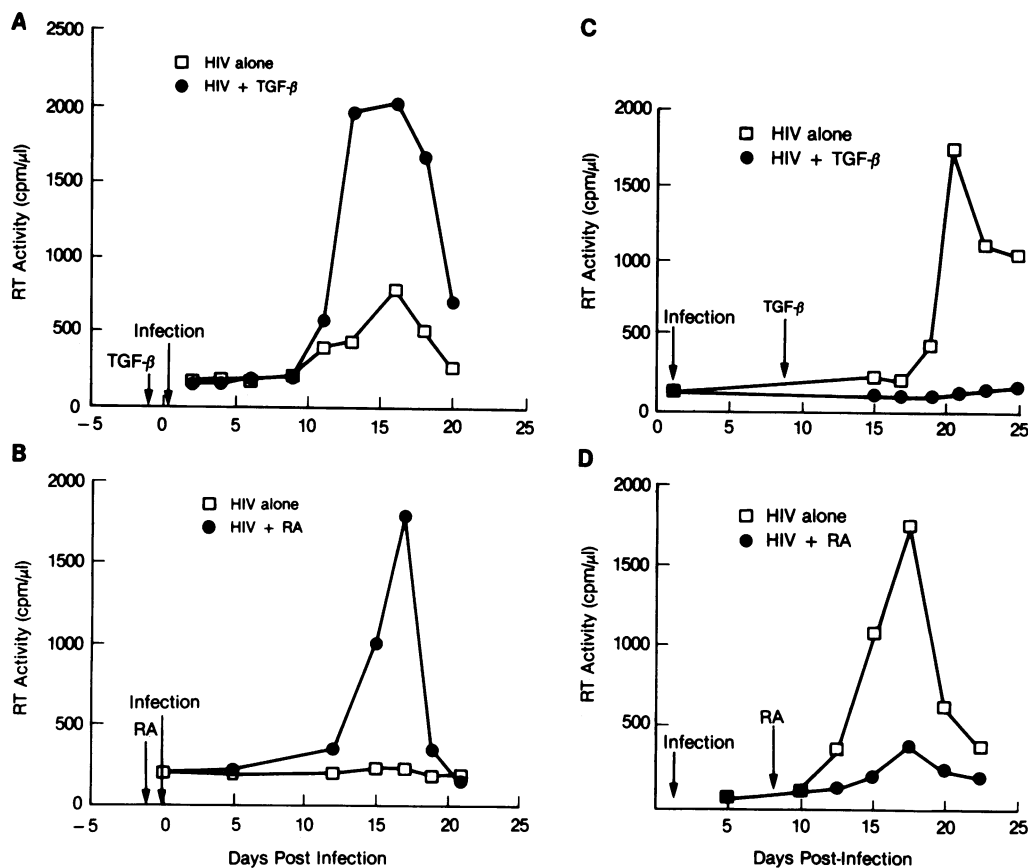 A
RT Activity (cpm/μl)
2500
2000
1500
1000
500
0
HIV alone
HIV + TGF-β
TGF-β
Infection
-5 0 5 10 15 20 25
B
RT Activity (cpm/μl)
2000
1500
1000
500
0
HIV alone
HIV + RA
RA
Infection
-5 0 5 10 15 20 25
Days Post Infection
C
RT Activity (cpm/μl)
2000
1500
1000
500
0
HIV alone
HIV + TGF-β
Infection
TGF-β
0 5 10 15 20 25
D
RT Activity (cpm/μl)
2000
1500
1000
500
HIV alone
HIV + RA
Infection
RA
5 10 15 20 25
Days Post-Infection